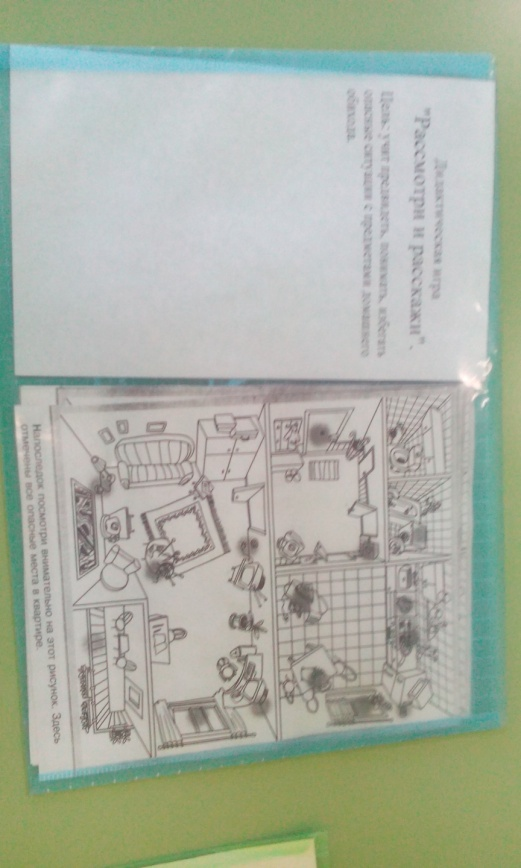 Дидактическая игра
"Рассмотри и расскажи".
Цель: учит предвидеть, понимать, избегать
опасные ситуации с предметами домашнего
обихода.
Напоследок посмотри внимательно на этот рисунок. Здесь
отмечены все опасные места в квартире.